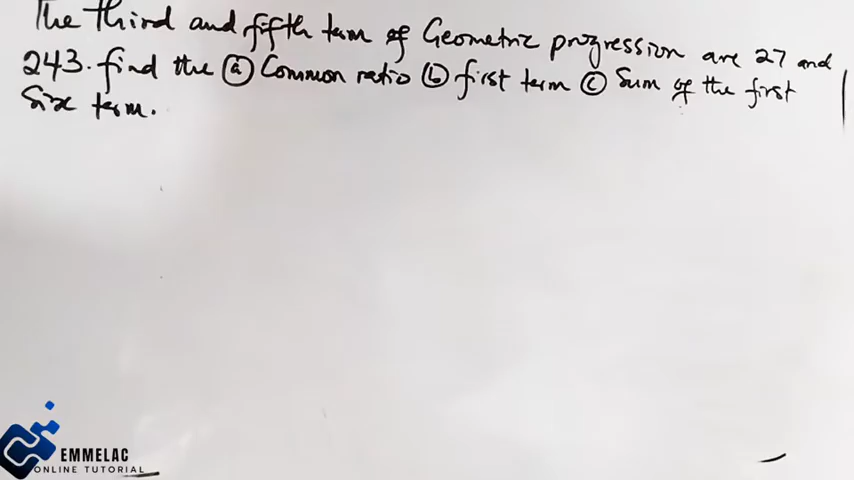 The third and fifth term of Geometric progression are 27 and
243. find the (a) Common ratio (b) first term (c) Sum of the first
Six term.
EMMELAC
ONLINE TUTORIAL